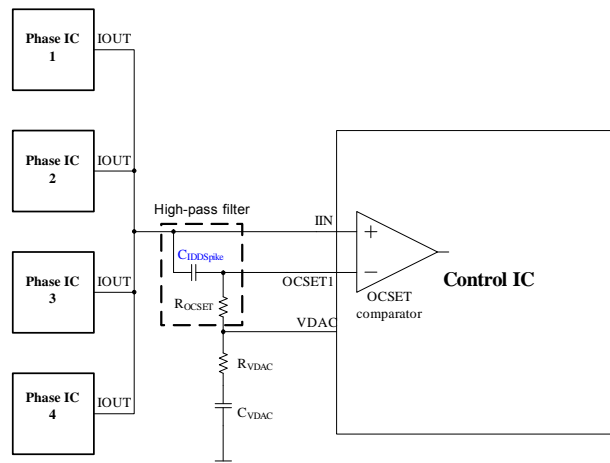 Phase IC
1
IOUT
Phase IC
2
IOUT
High-pass filter
IIN
CIDDSpike
OCSET1
Control IC
OCSET
comparator
Phase IC
3
IOUT
ROCSET
VDAC
RVDAC
Phase IC
4
IOUT
CVDAC
+
−